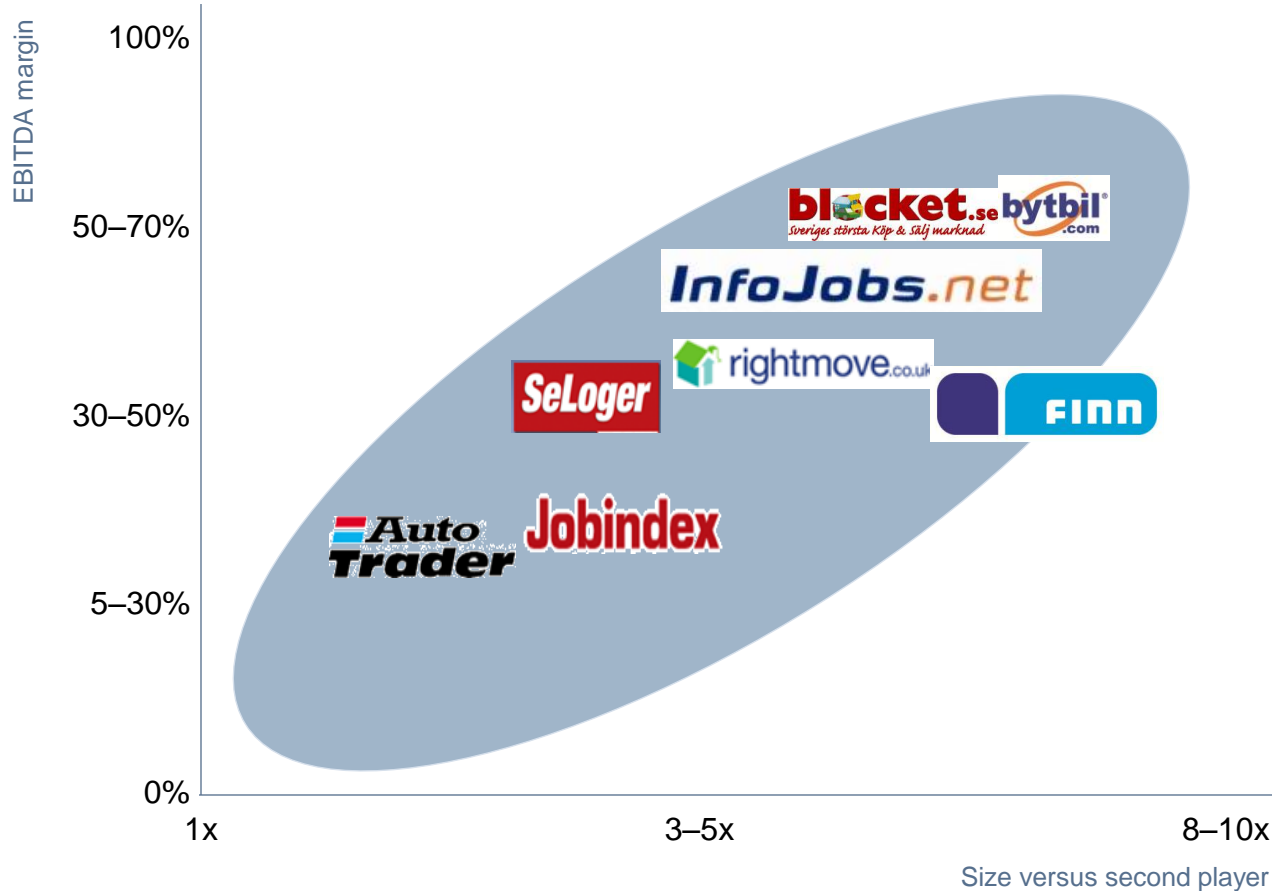 EBITDA margin
100%
50–70%
30–50%
5–30%
0%
blocket.se
Sveriges största Köp & Sälj marknad
bytbil®
.com
InfoJobs.net
rightmove.co.uk
SeLoger
FINN
Jobindex
Auto
Trader
1x
3–5x
8–10x
Size versus second player